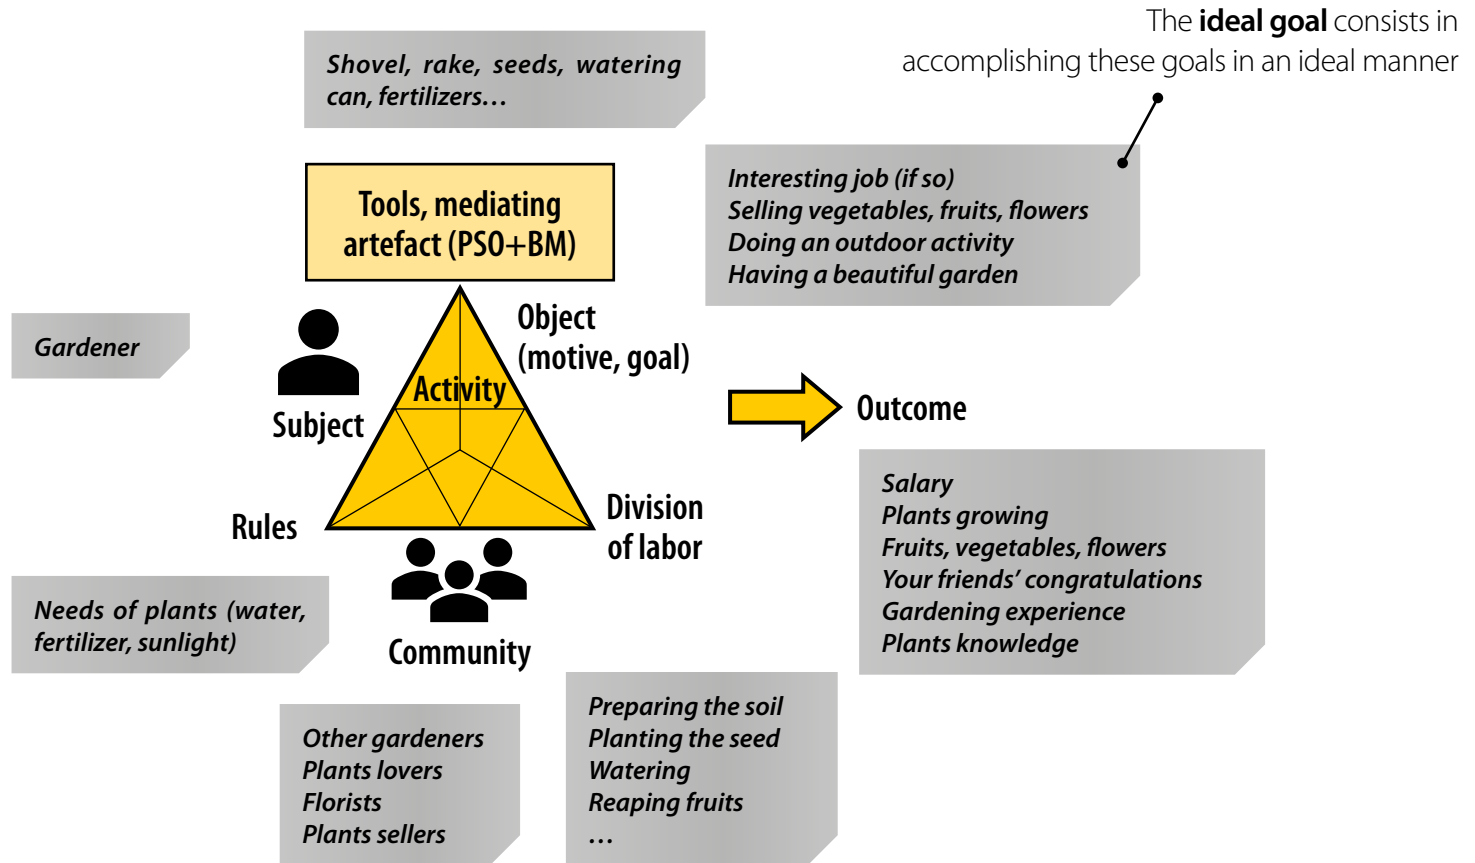 The ideal goal consists in
accomplishing these goals in an ideal manner
Shovel, rake, seeds, watering
can, fertilizers…
Interesting job (if so)
Selling vegetables, fruits, flowers
Doing an outdoor activity
Having a beautiful garden
Tools, mediating
artefact (PSO+BM)
Gardener
Subject
Object
(motive, goal)
Activity
Outcome
Salary
Plants growing
Fruits, vegetables, flowers
Your friends’ congratulations
Gardening experience
Plants knowledge
Rules
Division
of labor
Needs of plants (water,
fertilizer, sunlight)
Community
Other gardeners
Plants lovers
Florists
Plants sellers
Preparing the soil
Planting the seed
Watering
Reaping fruits
…